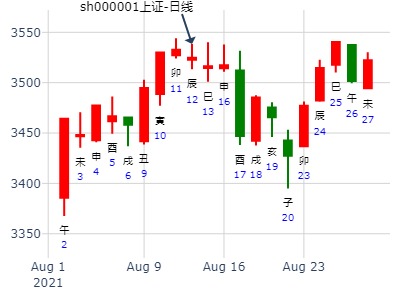 sh000001上证-日线
3550
3500
3450
3400
3350
午
2
未
3
申
4
酉
5
戌
6
丑
9
寅
10
卯
11
辰
12
巳
13
申
16
酉
17
戌
18
亥
19
子
20
卯
23
辰
24
巳
25
午
26
未
27
Aug 1
2021
Aug 9
Aug 16
Aug 23